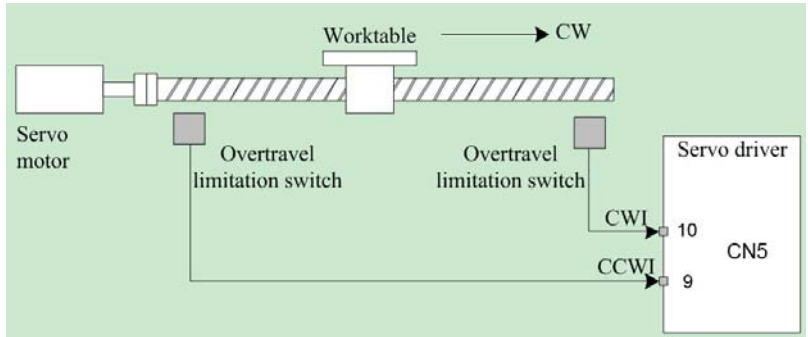 Worktable
CW
Servo
motor
Overtravel
limitation switch
Overtravel
limitation switch
Servo driver
CWI
10
CN5
CCWI
9